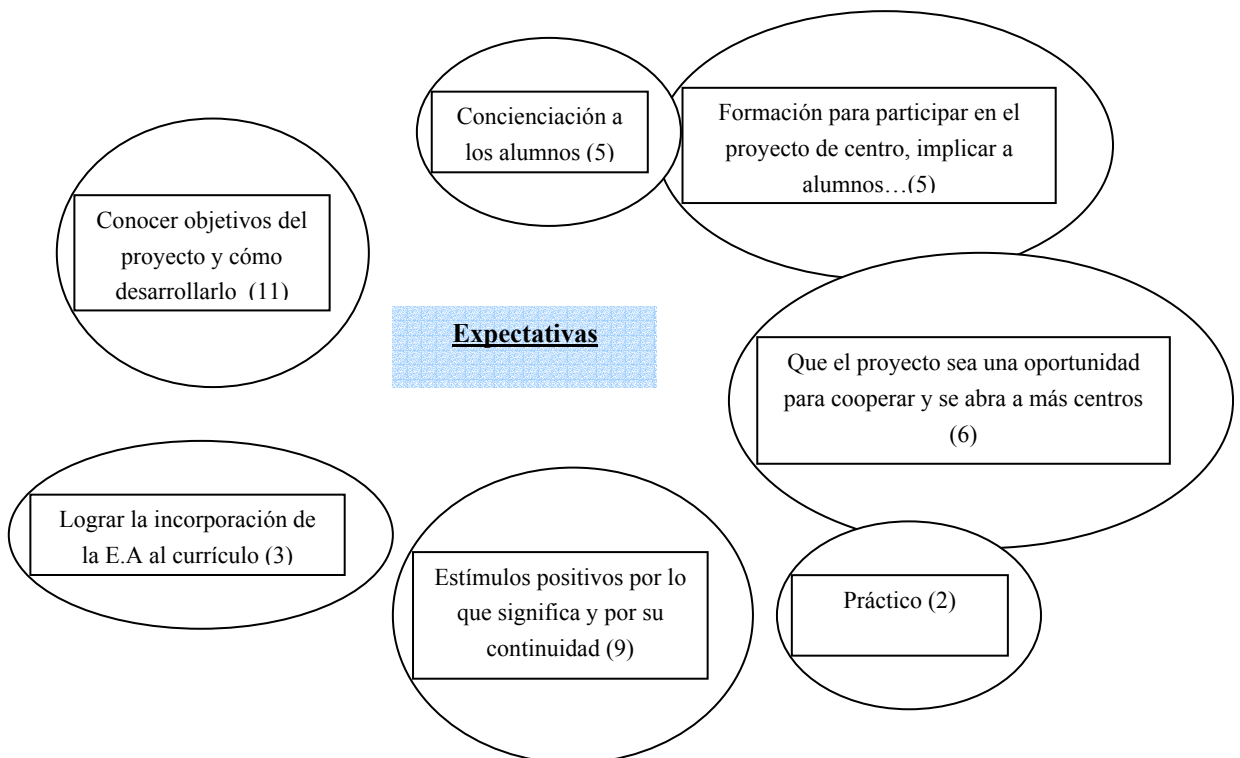 Concienciación a
los alumnos (5)
Formación para participar en el
proyecto de centro, implicar a
alumnos…(5)
Conocer objetivos del
proyecto y cómo
desarrollarlo (11)
Expectativas
Que el proyecto sea una oportunidad
para cooperar y se abra a más centros
(6)
Lograr la incorporación de
la E.A al currículo (3)
Estímulos positivos por lo
que significa y por su
continuidad (9)
Práctico (2)